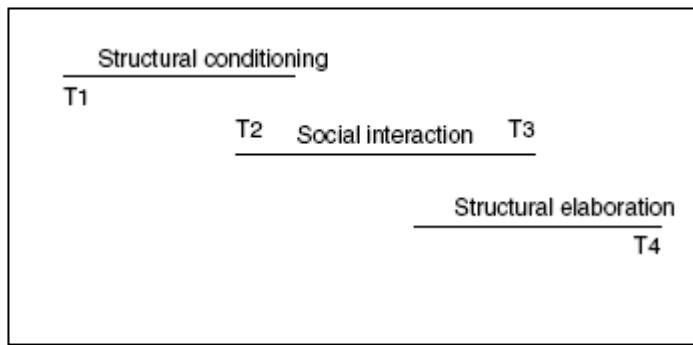 Structural conditioning
T1
T2 Social interaction T3
Structural elaboration
T4